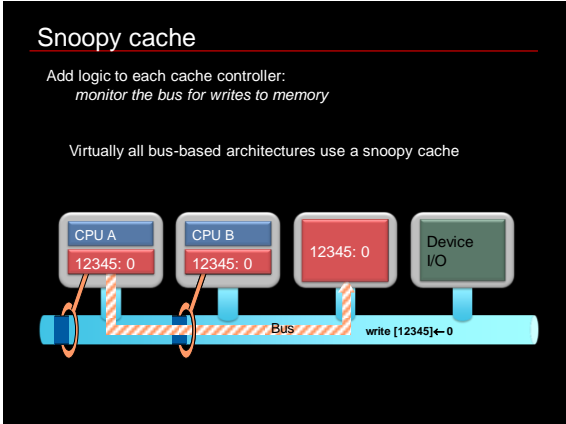 Snoopy cache
Add logic to each cache controller:
monitor the bus for writes to memory
Virtually all bus-based architectures use a snoopy cache
CPU A
12345: 0
CPU B
12345: 0
12345: 0
Device
I/O
Bus
write [12345]← 0